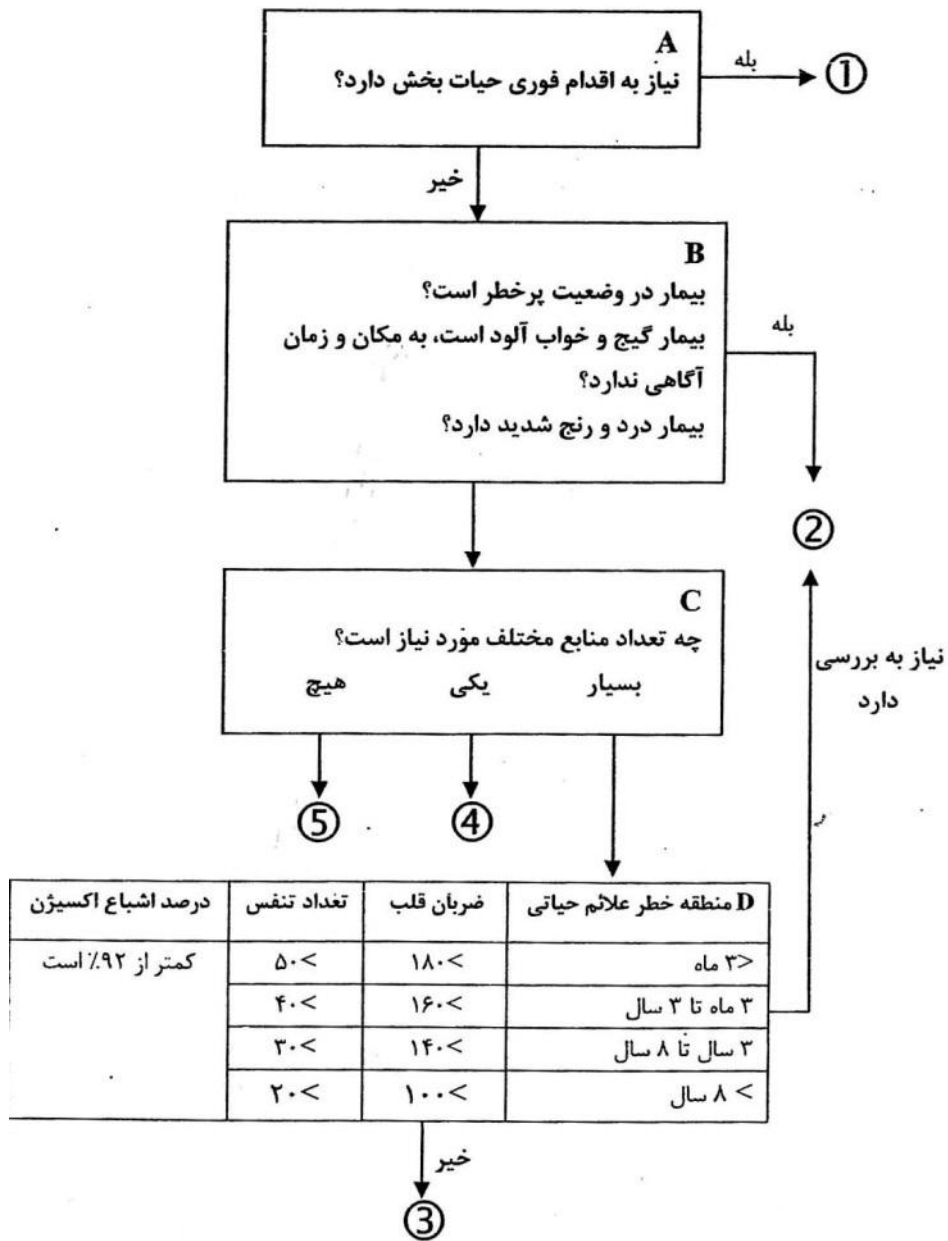 A
نیاز به اقدام فوری حیات بخش دارد؟
بله
①
خیر
B
بیمار در وضعیت پرخطر است؟
بیمار گیج و خواب آلود است، به مکان و زمان
آگاهی ندارد؟
بیمار درد و رنج شدید دارد؟
بله
②
C
چه تعداد منابع مختلف مورد نیاز است؟
بسیار یکی هیچ
نیاز به بررسی
دارد
⑤ ④
D منطقه خطر علائم حیاتی ضربان قلب تعداد تنفس درصد اشباع اکسیژن
<۳ ماه >۱۸۰ >۵۰ کمتر از ۹۲٪ است
۳ ماه تا ۳ سال >۱۶۰ >۴۰
۳ سال تا ۸ سال >۱۴۰ >۳۰
> ۸ سال >۱۰۰ >۲۰
خیر
③